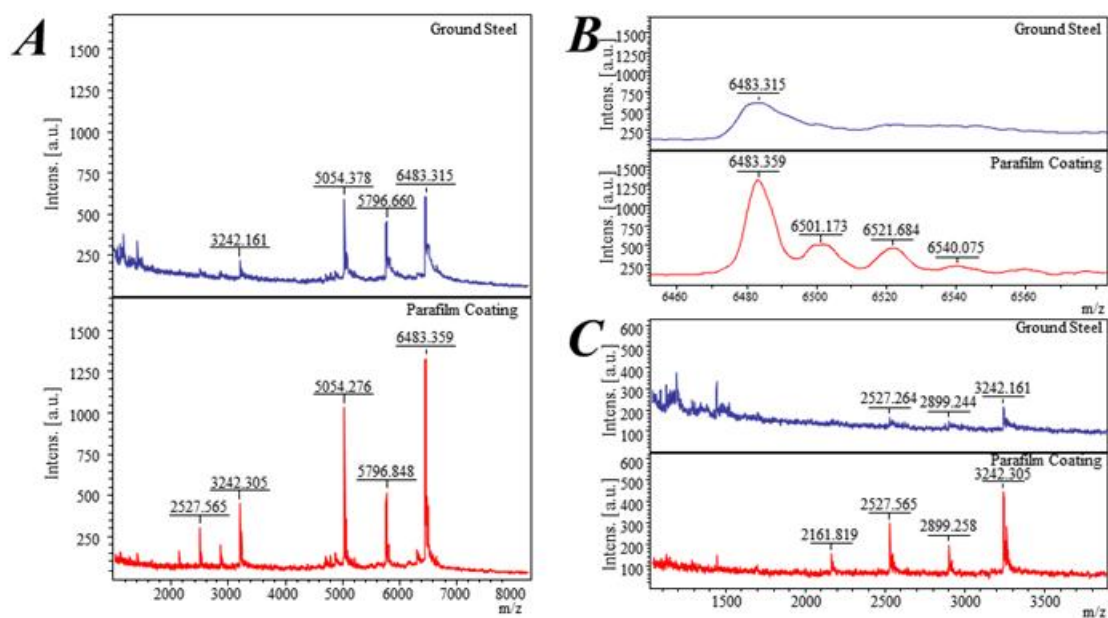 A
Ground Steel
Intens. [a.u.]
1500
1250
1000
750
500
250
3242.161
5054.378
5796.660
6483.315
Parafilm Coating
Intens. [a.u.]
1500
1250
1000
750
500
250
2527.565
3242.305
5054.276
5796.848
6483.359
2000 3000 4000 5000 6000 7000 8000
m/z
B
Ground Steel
Intens. [a.u.]
1500
1250
1000
750
500
250
6483.315
Parafilm Coating
Intens. [a.u.]
1500
1250
1000
750
500
250
6483.359
6501.173
6521.684
6540.075
6460 6480 6500 6520 6540 6560
m/z
C
Ground Steel
Intens. [a.u.]
600
500
400
300
200
100
2527.264
2899.244
3242.161
Parafilm Coating
Intens. [a.u.]
500
400
300
200
100
2161.819
2527.565
2899.258
3242.305
1500 2000 2500 3000 3500
m/z